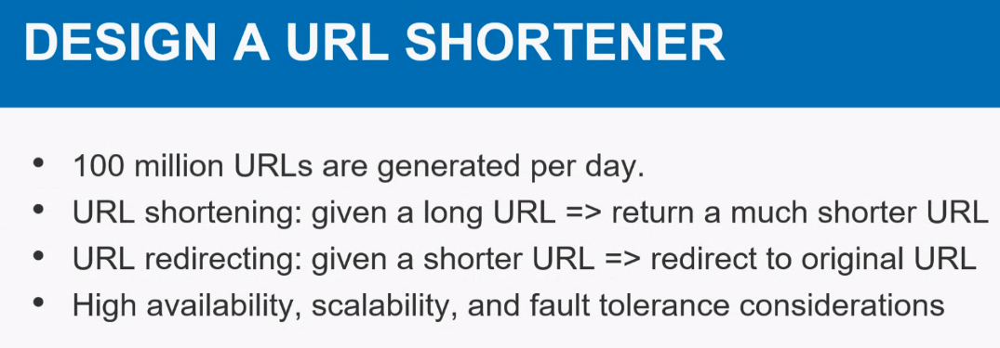 DESIGN A URL SHORTENER
• 100 million URLs are generated per day.
• URL shortening: given a long URL => return a much shorter URL
• URL redirecting: given a shorter URL => redirect to original URL
• High availability, scalability, and fault tolerance considerations